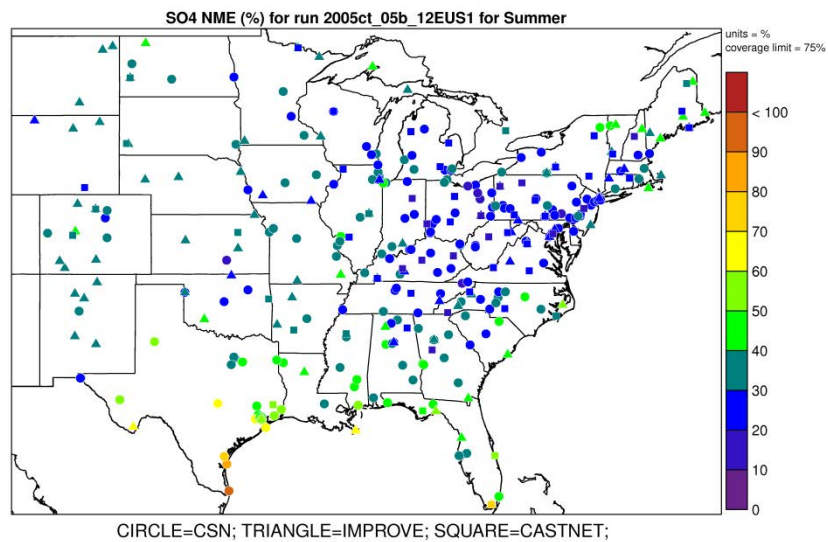 SO4 NME (%) for run 2005ct_05b_12EUS1 for Summer
units = %
coverage limit = 75%
< 100
90
80
70
60
50
40
30
20
10
0
CIRCLE=CSN; TRIANGLE=IMPROVE; SQUARE=CASTNET;